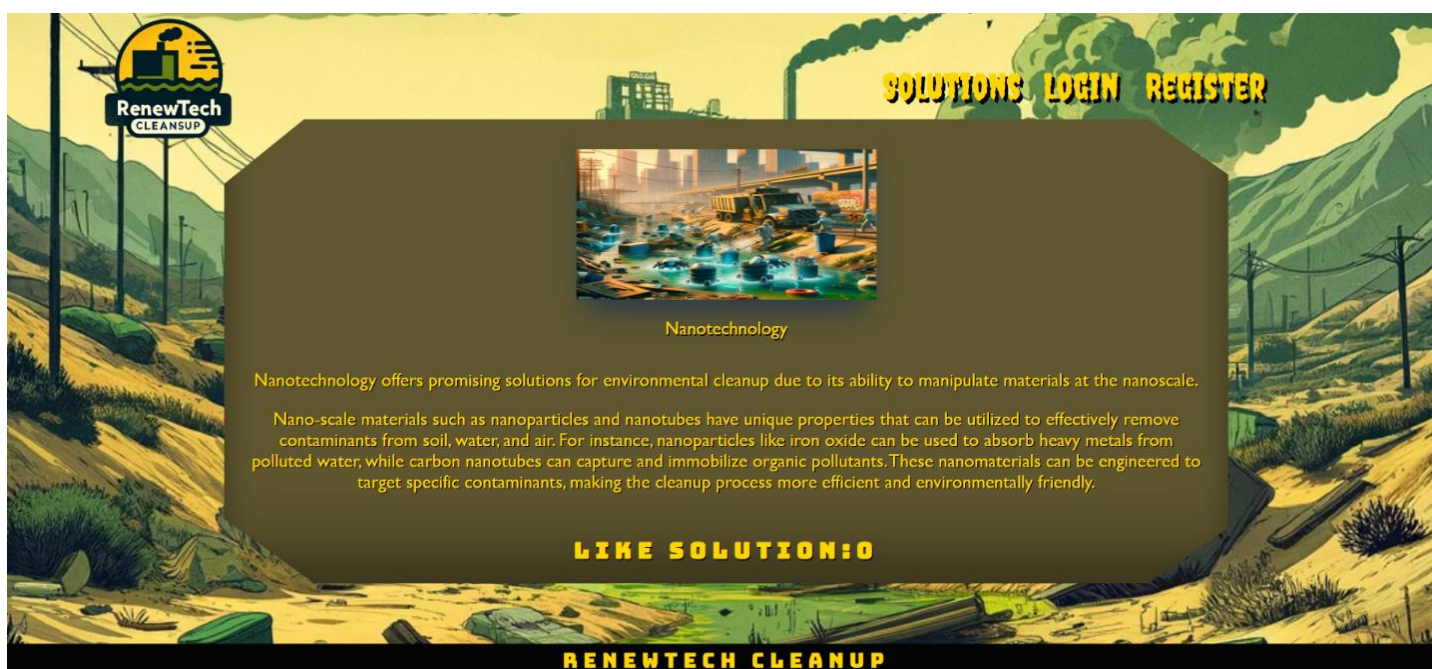 RenewTech
CLEANSUP
SOLUTIONS LOGIN REGISTER
Nanotechnology
Nanotechnology offers promising solutions for environmental cleanup due to its ability to manipulate materials at the nanoscale.
Nano-scale materials such as nanoparticles and nanotubes have unique properties that can be utilized to effectively remove
contaminants from soil, water, and air. For instance, nanoparticles like iron oxide can be used to absorb heavy metals from
polluted water, while carbon nanotubes can capture and immobilize organic pollutants.These nanomaterials can be engineered to
target specific contaminants, making the cleanup process more efficient and environmentally friendly.
LIKE SOLUTION:0
RENEWTECH CLEANUP